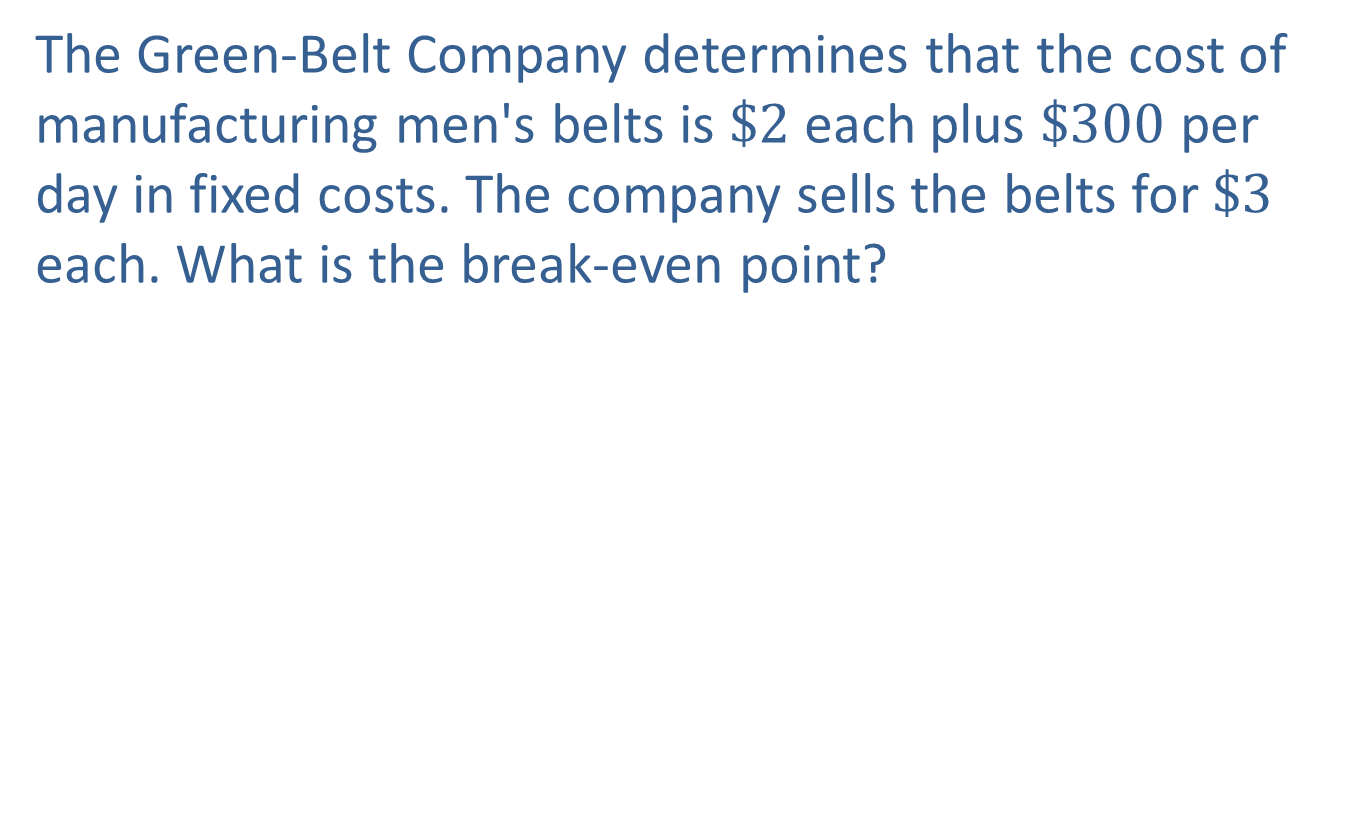 The Green-Belt Company determines that the cost of
manufacturing men's belts is $2 each plus $300 per
day in fixed costs. The company sells the belts for $3
each. What is the break-even point?